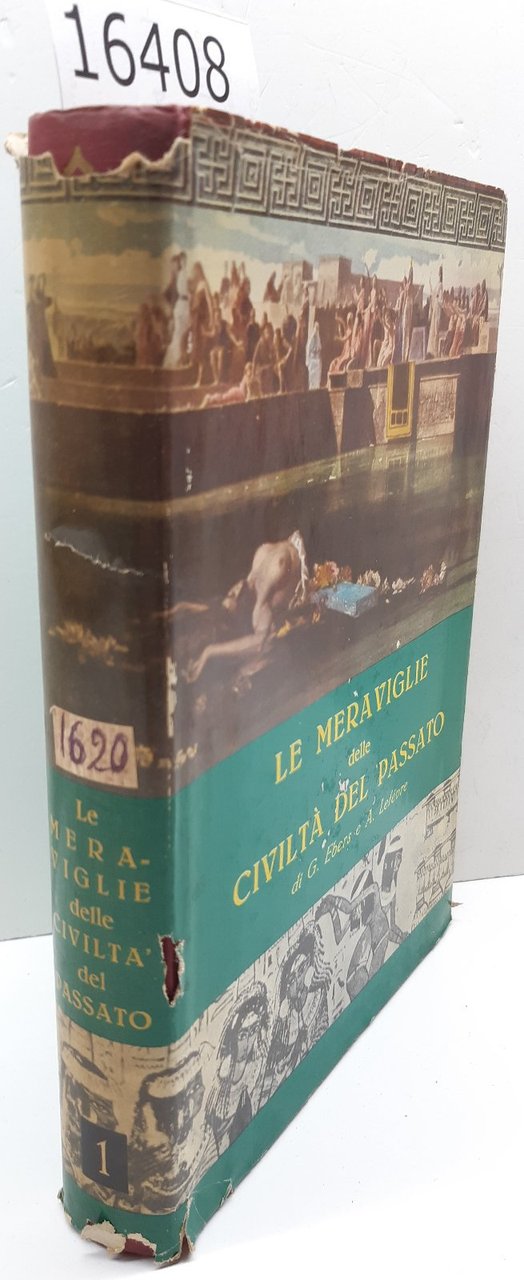 16408
LE MERAVIGLIE
delle
CIVILTÀ DEL PASSATO
di G. Ebers e A. Lefèvre
1620
Le
MERA-
VIGLIE
delle
CIVILTA'
del
PASSATO
1